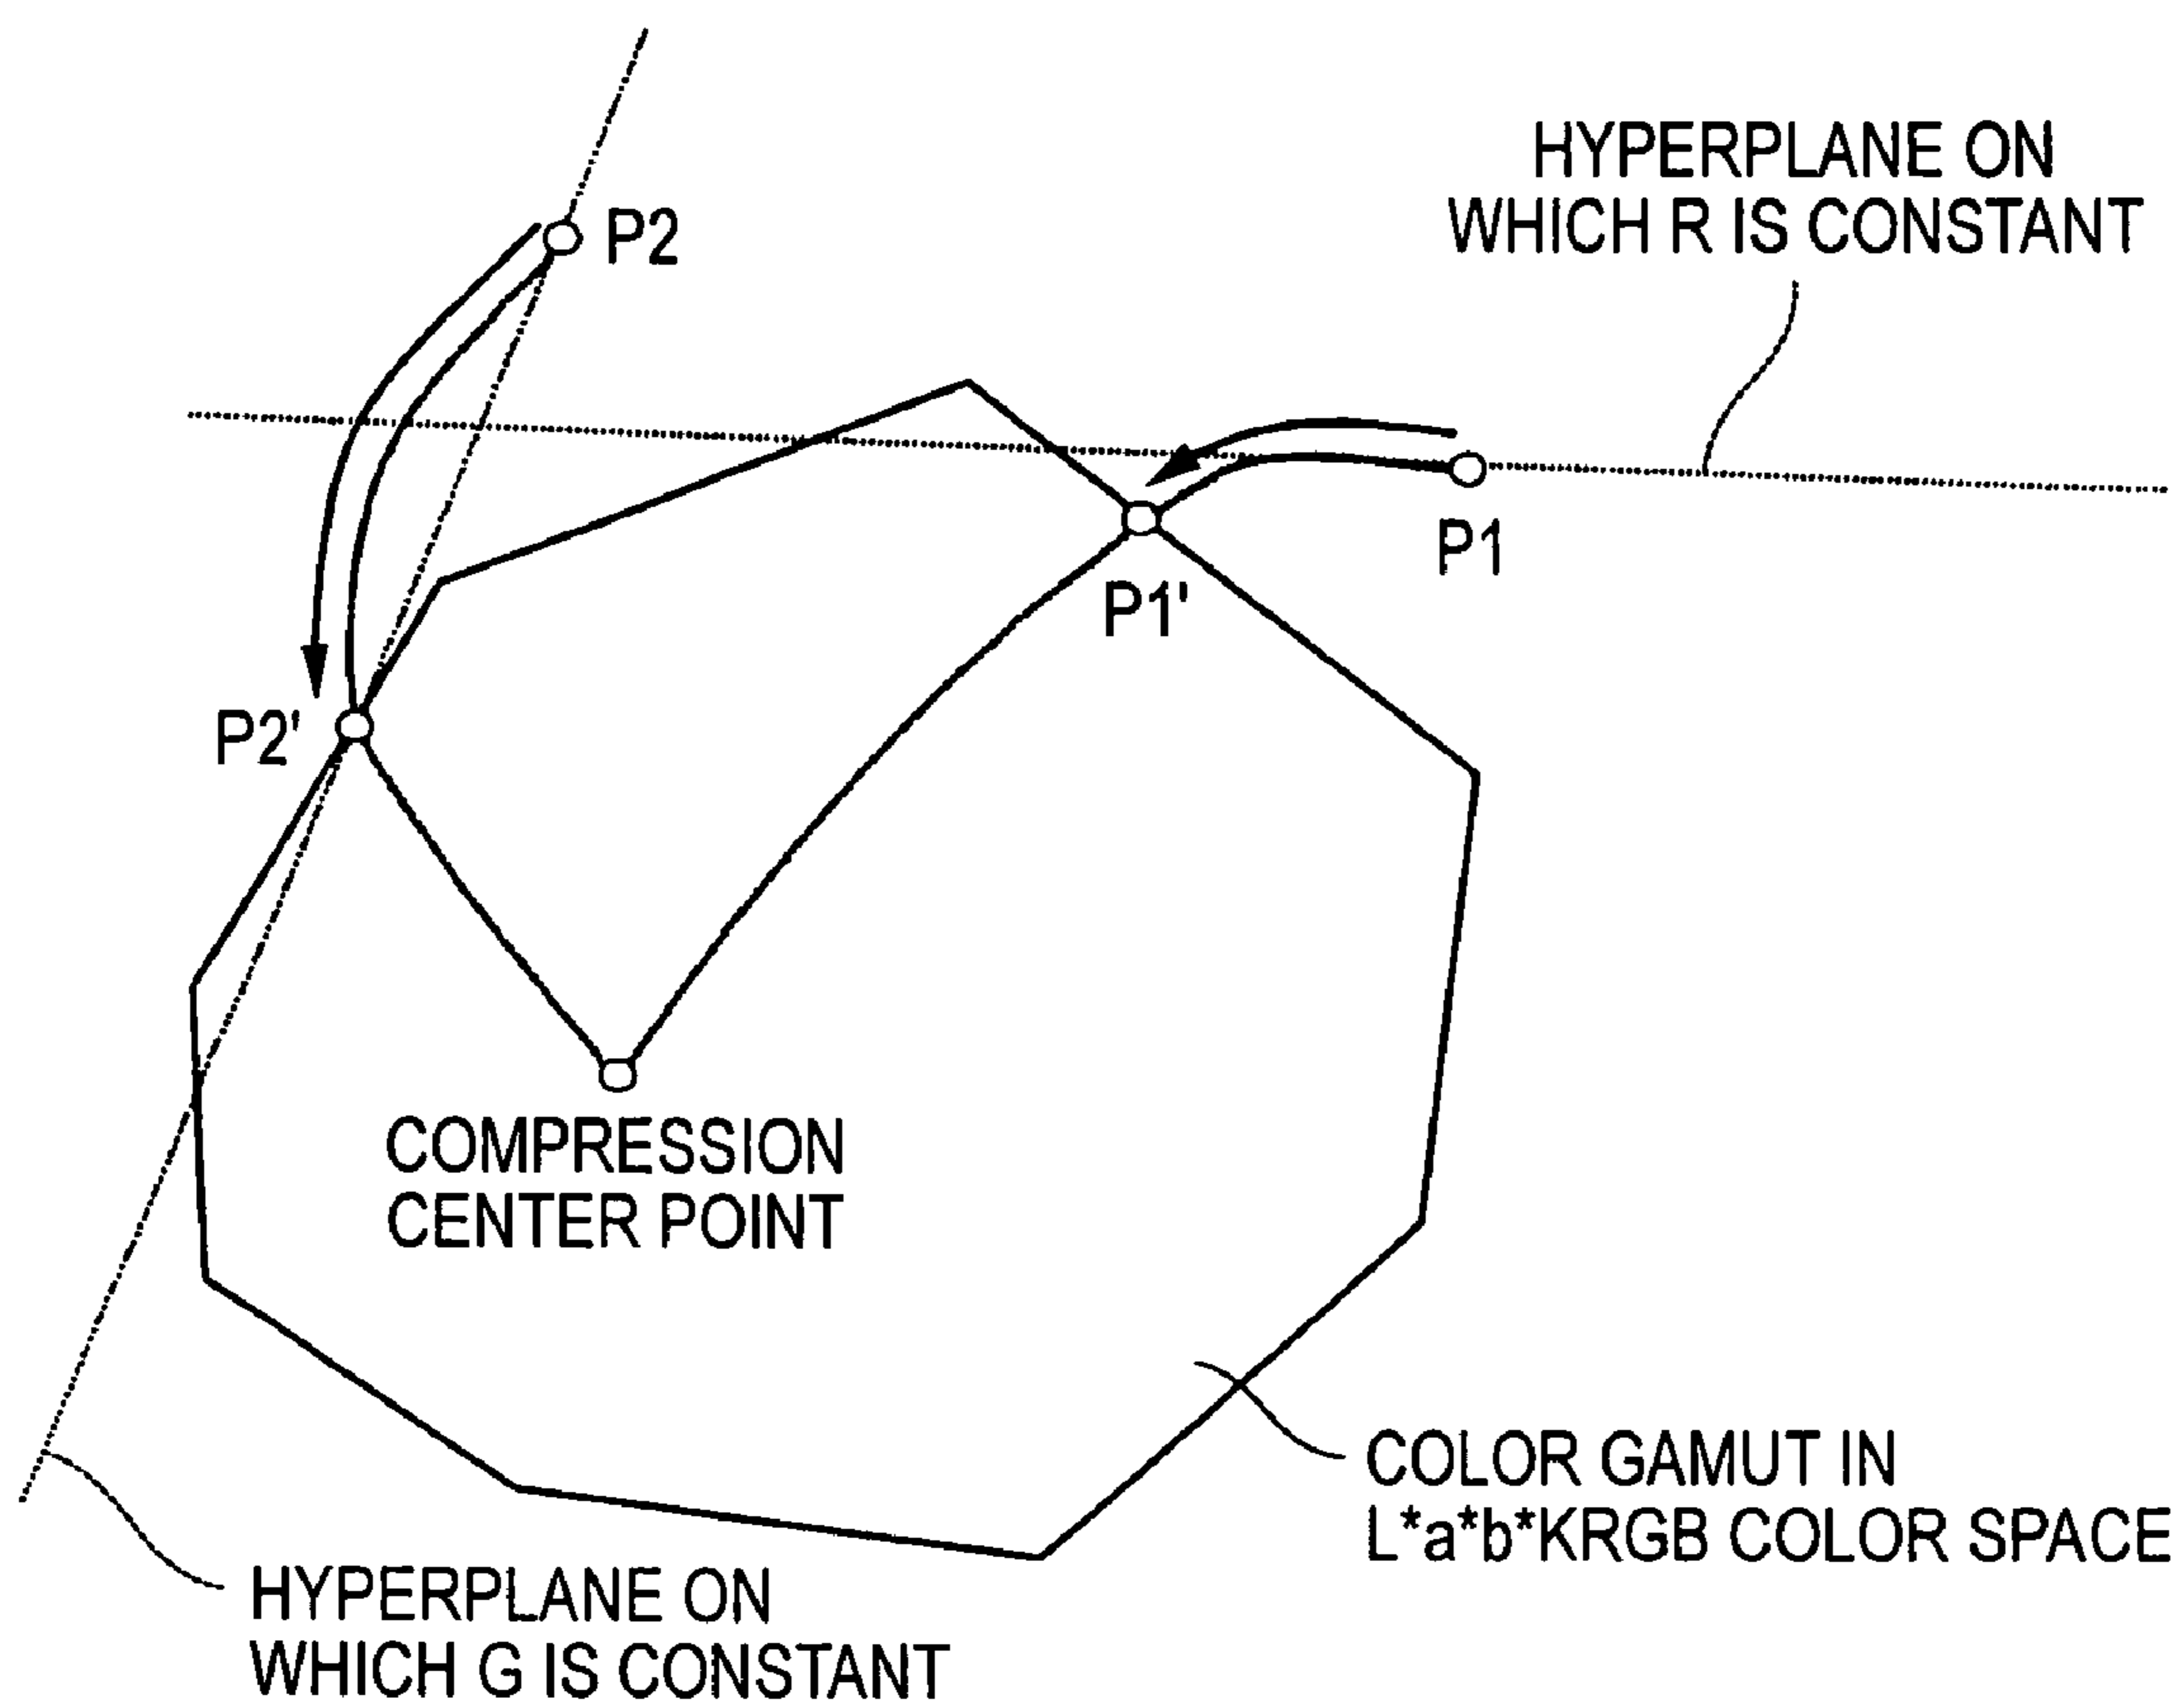 P2
HYPERPLANE ON
WHICH R IS CONSTANT
P1
P1'
P2'
COMPRESSION
CENTER POINT
COLOR GAMUT IN
L*a*b*KRGB COLOR SPACE
HYPERPLANE ON
WHICH G IS CONSTANT